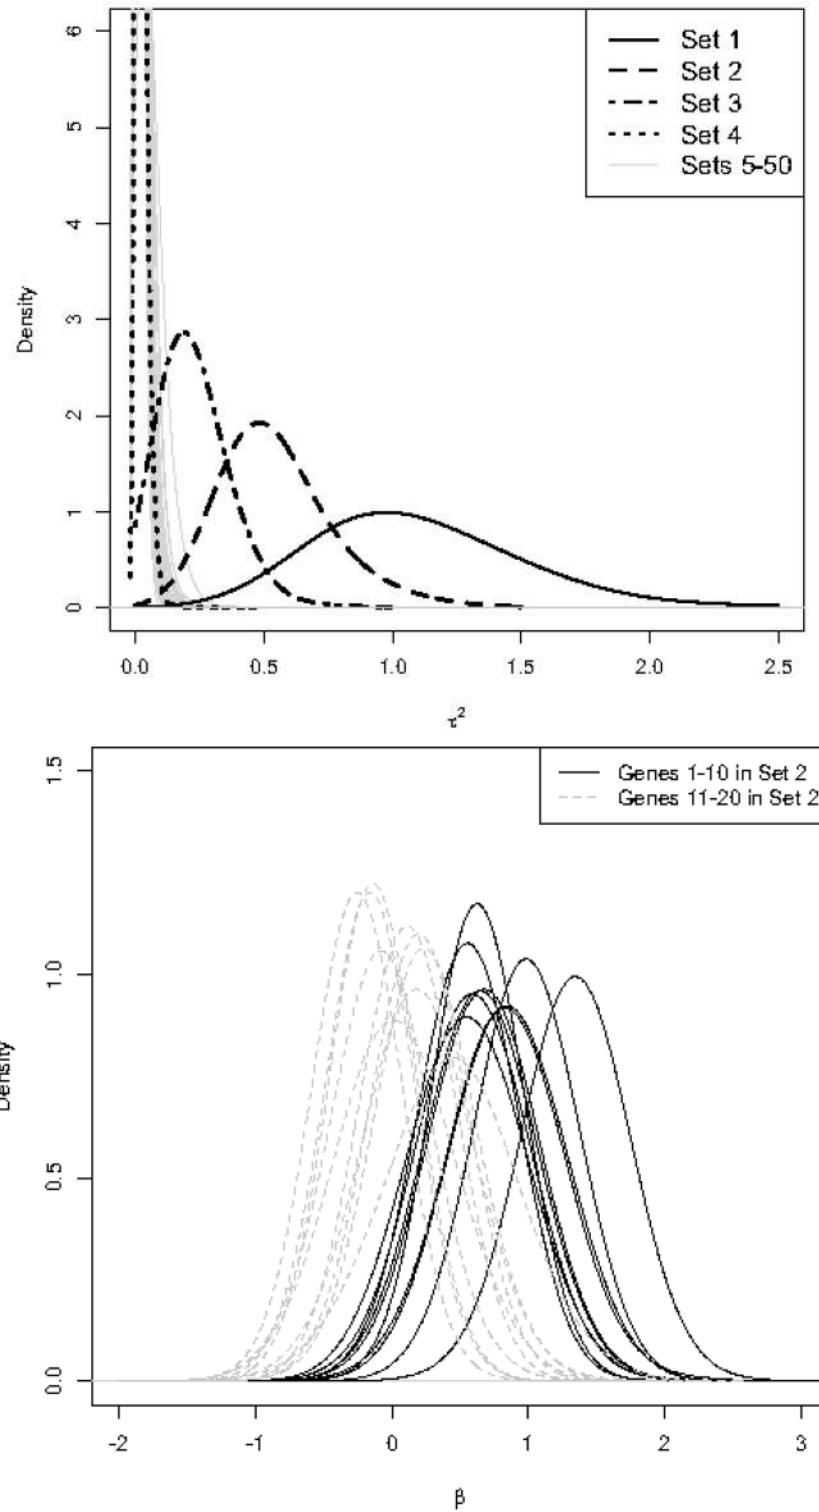 Set 1
Set 2
Set 3
Set 4
Sets 5-50
6
5
4
3
2
1
0
Density
0.0 0.5 1.0 1.5 2.0 2.5
τ²
Genes 1-10 in Set 2
Genes 11-20 in Set 2
1.5
1.0
0.5
0.0
Density
-2 -1 0 1 2 3
β